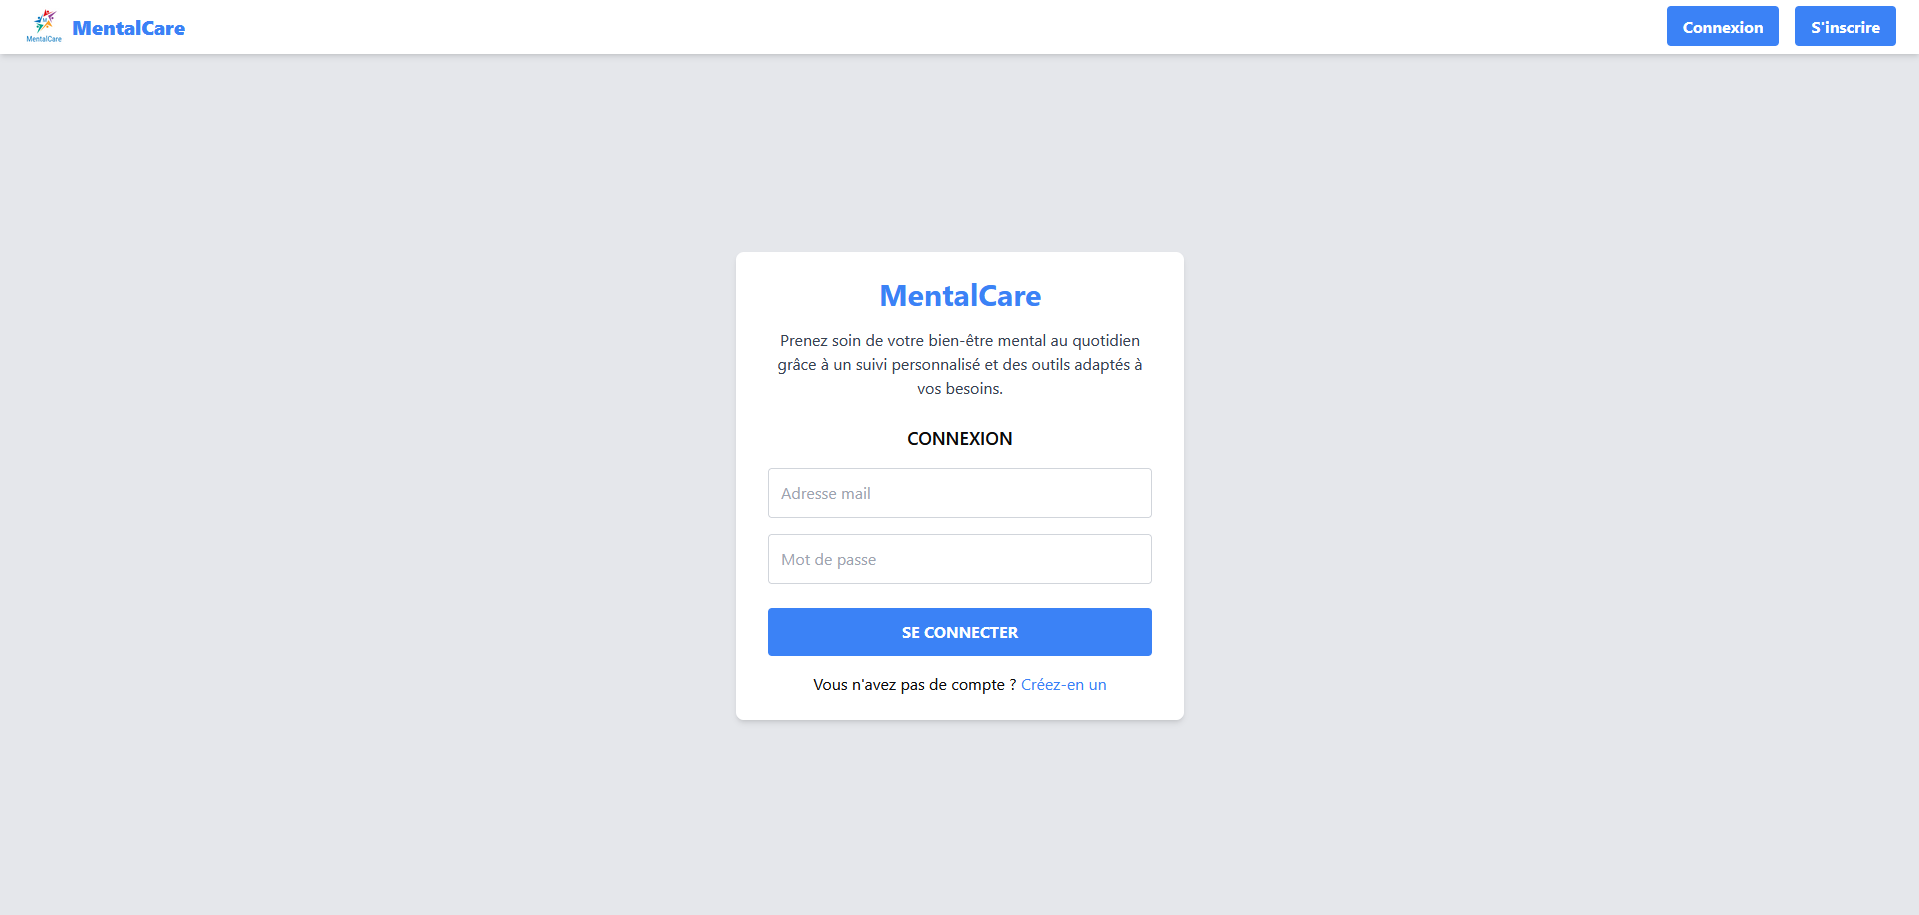 MentalCare
MentalCare
Connexion
S'inscrire
MentalCare
Prenez soin de votre bien-être mental au quotidien
grâce à un suivi personnalisé et des outils adaptés à
vos besoins.
CONNEXION
Adresse mail
Mot de passe
SE CONNECTER
Vous n'avez pas de compte ? Créez-en un